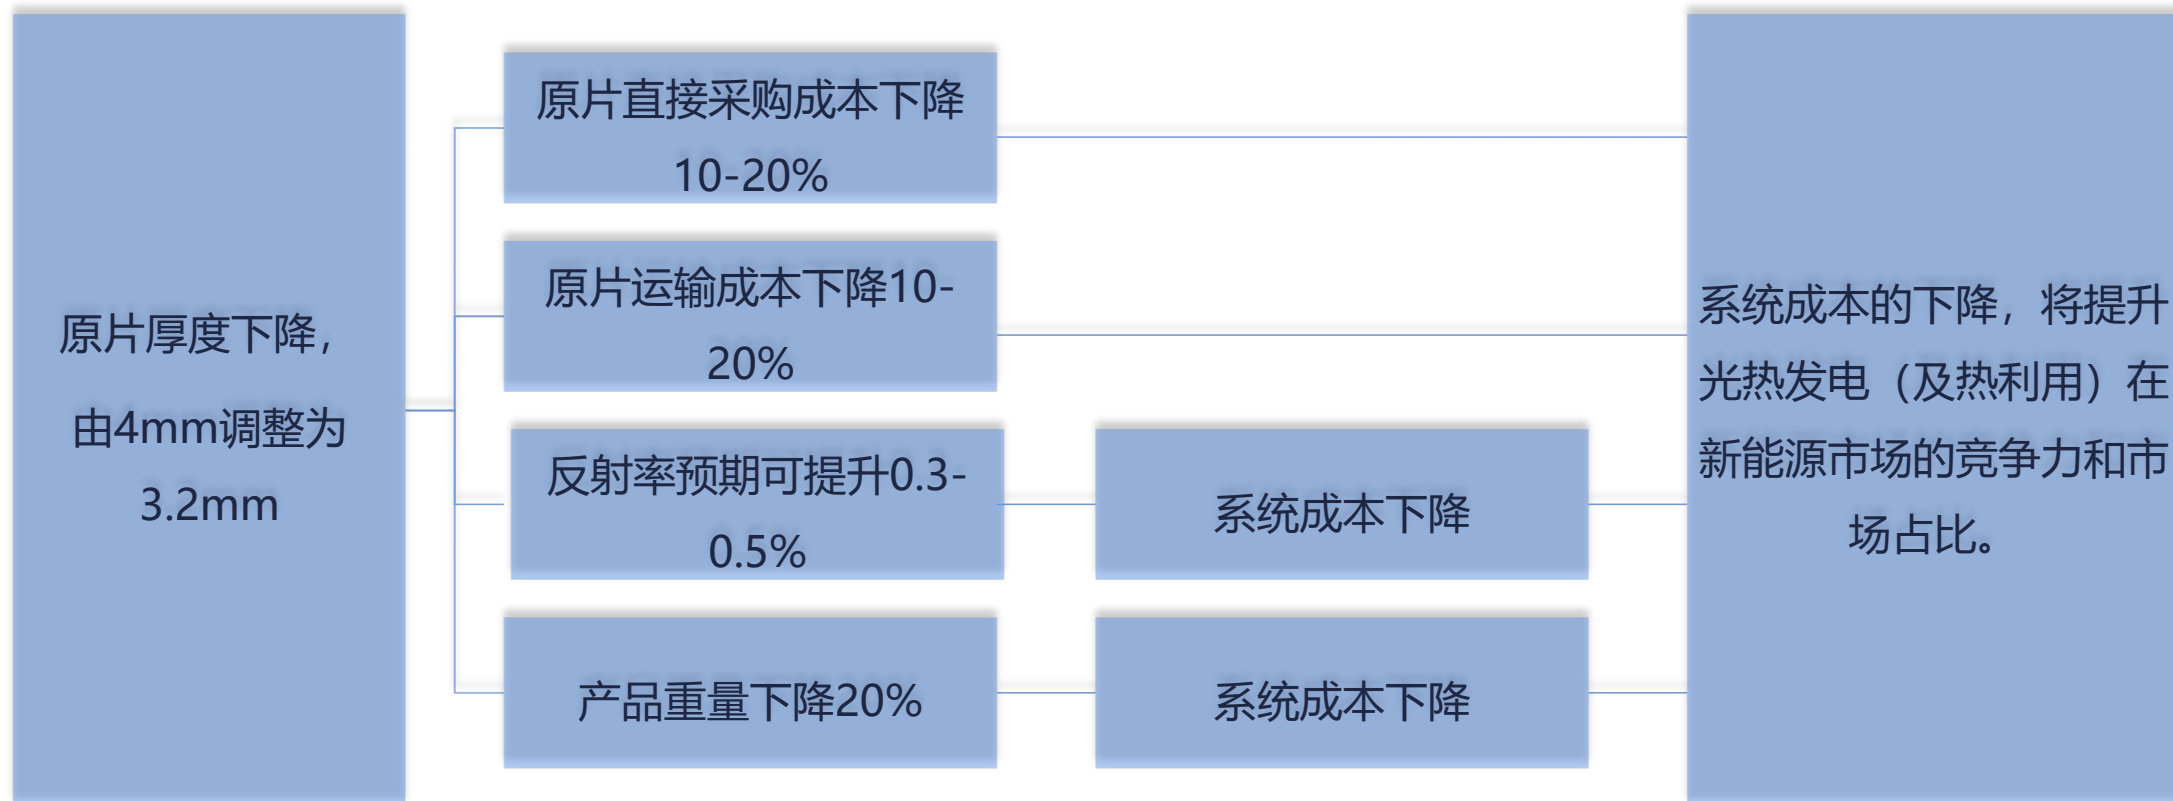 原片厚度下降，
由4mm调整为
3.2mm
原片直接采购成本下降
10-20%
原片运输成本下降10-
20%
反射率预期可提升0.3-
0.5%
系统成本下降
产品重量下降20%
系统成本下降
系统成本的下降，将提升
光热发电（及热利用）在
新能源市场的竞争力和市
场占比。